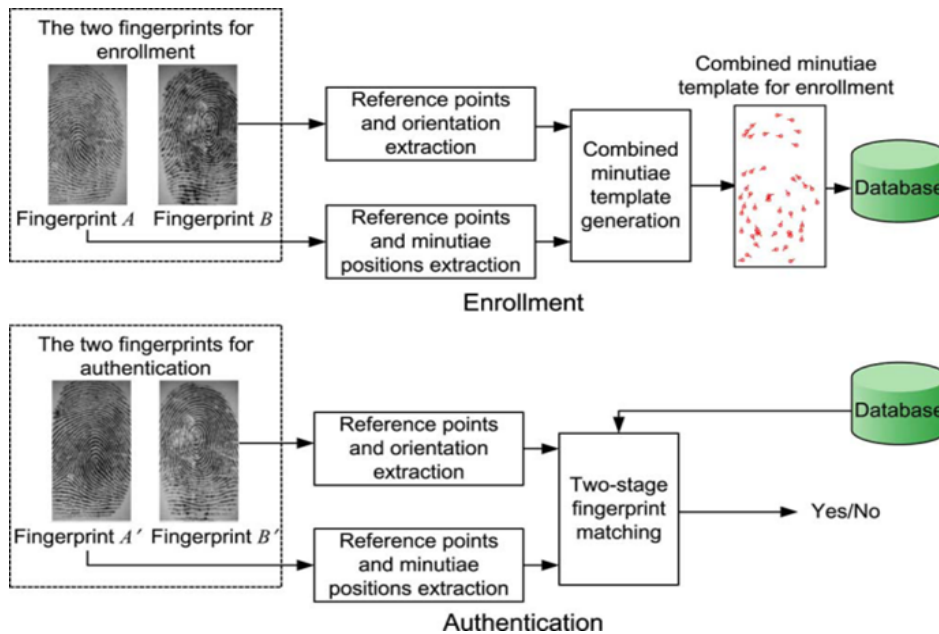 The two fingerprints for
enrollment
Fingerprint A
Fingerprint B
Reference points
and orientation
extraction
Reference points
and minutiae
positions extraction
Combined
minutiae
template
generation
Combined minutiae
template for enrollment
Database
Enrollment
The two fingerprints for
authentication
Fingerprint A′
Fingerprint B′
Reference points
and orientation
extraction
Reference points
and minutiae
positions extraction
Two-stage
fingerprint
matching
Database
Yes/No
Authentication